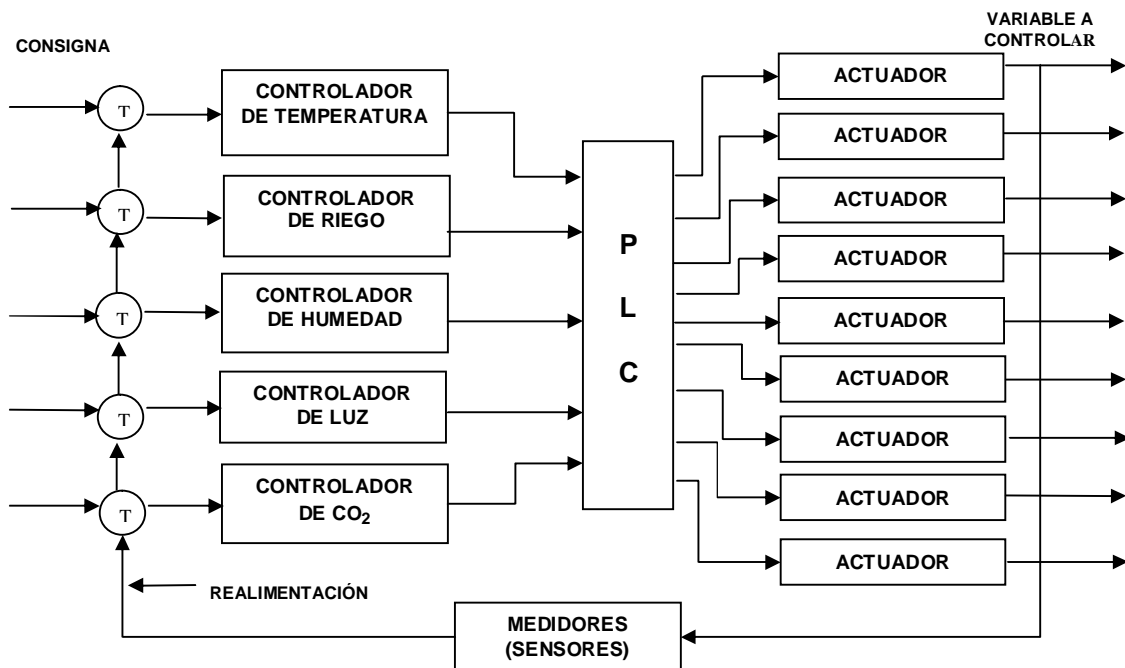 CONSIGNA
VARIABLE A
CONTROLAR
T
CONTROLADOR
DE TEMPERATURA
T
CONTROLADOR
DE RIEGO
T
CONTROLADOR
DE HUMEDAD
T
CONTROLADOR
DE LUZ
T
CONTROLADOR
DE CO₂
P
L
C
ACTUADOR
ACTUADOR
ACTUADOR
ACTUADOR
ACTUADOR
ACTUADOR
ACTUADOR
ACTUADOR
ACTUADOR
REALIMENTACIÓN
MEDIDORES
(SENSORES)